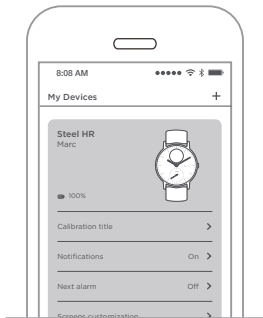 8:08 AM
My Devices +
Steel HR
Marc
100%
Calibration title >
Notifications On >
Next alarm Off >
Screens customization